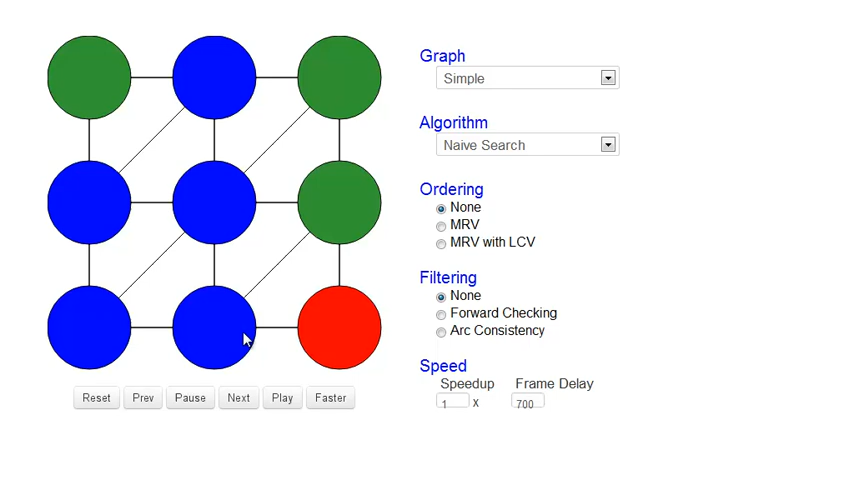 Graph
Simple
Algorithm
Naive Search
Ordering
None
MRV
MRV with LCV
Filtering
None
Forward Checking
Arc Consistency
Speed
Speedup Frame Delay
1 x 700
Reset Prev Pause Next Play Faster